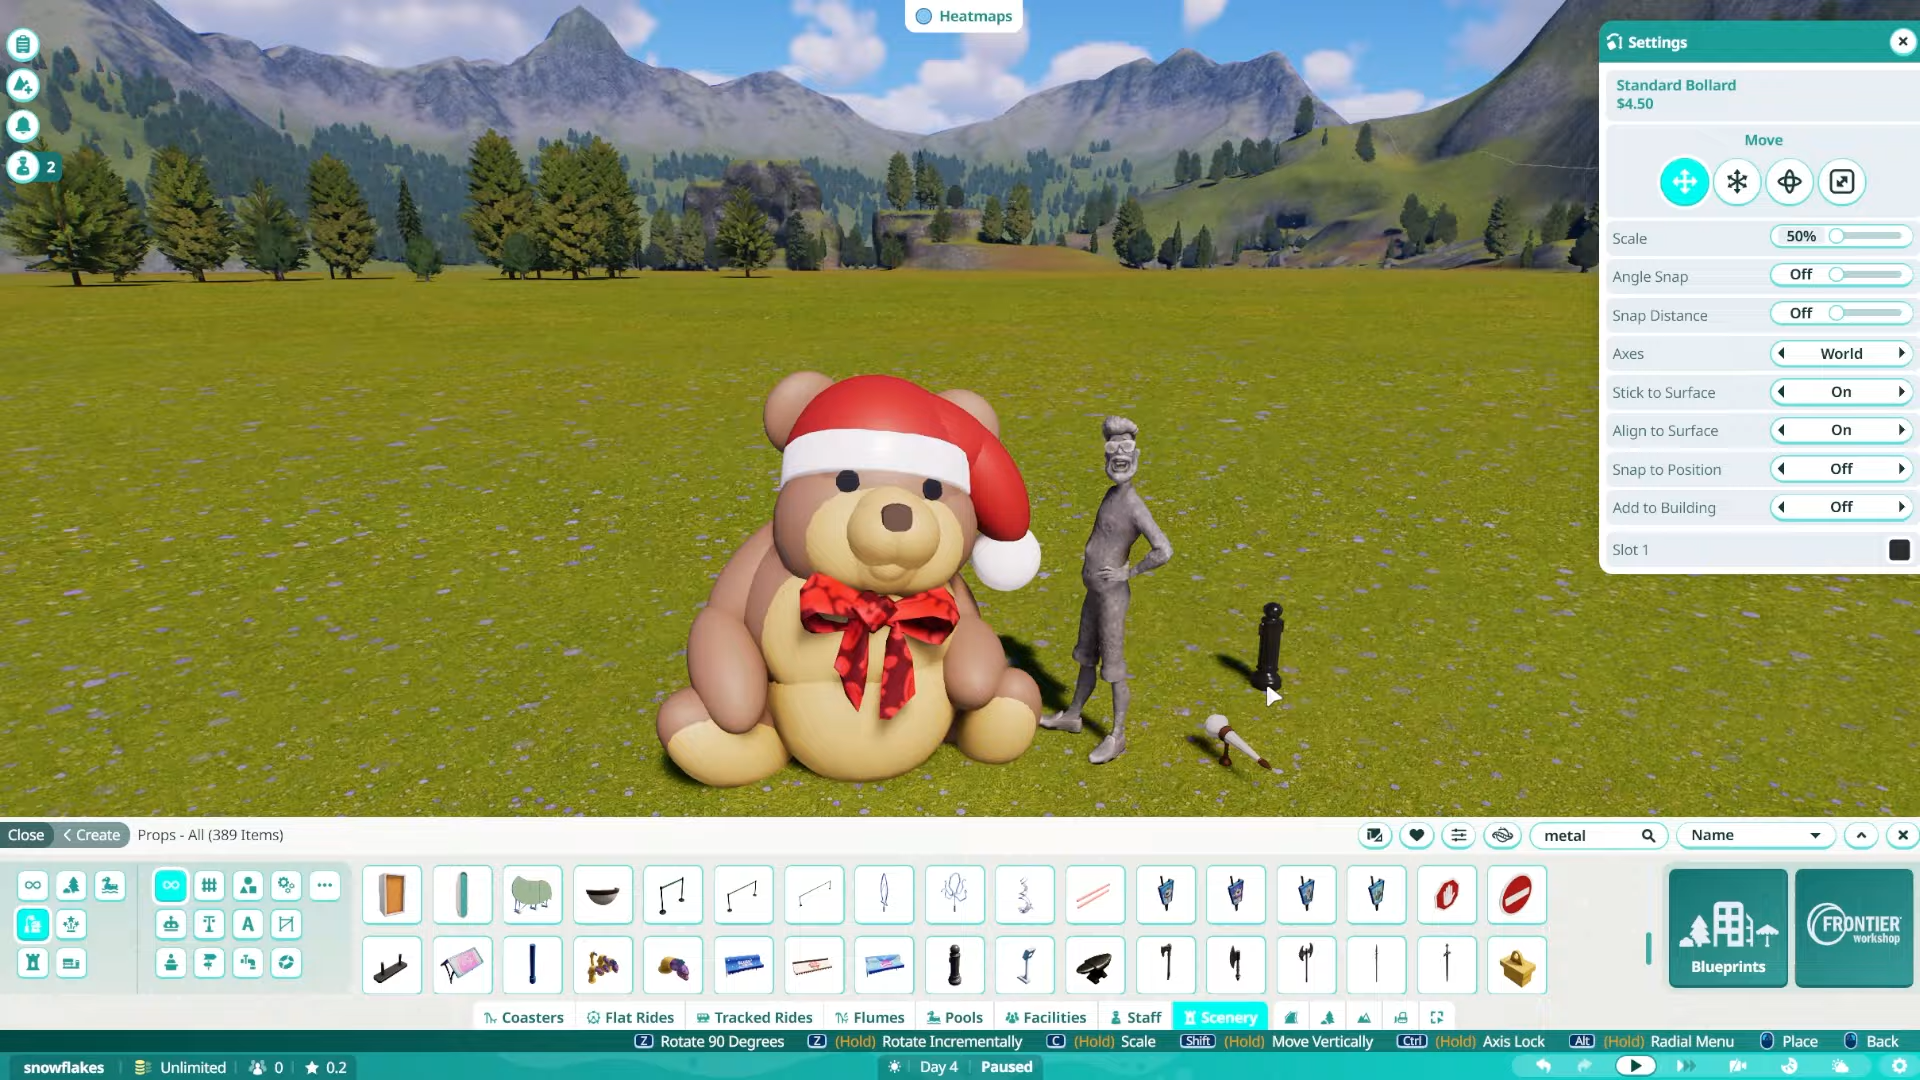 Heatmaps
2
Settings
Standard Bollard
$4.50
Move
Scale 50%
Angle Snap Off
Snap Distance Off
Axes World
Stick to Surface On
Align to Surface On
Snap to Position Off
Add to Building Off
Slot 1
Close Create Props - All (389 Items) metal Name
Blueprints
FRONTIER
workshop
Coasters Flat Rides Tracked Rides Flumes Pools Facilities Staff Scenery
Z Rotate 90 Degrees Z (Hold) Rotate Incrementally C (Hold) Scale Shift (Hold) Move Vertically Ctrl (Hold) Axis Lock Alt (Hold) Radial Menu Place Back
snowflakes Unlimited 0 0.2 Day 4 Paused